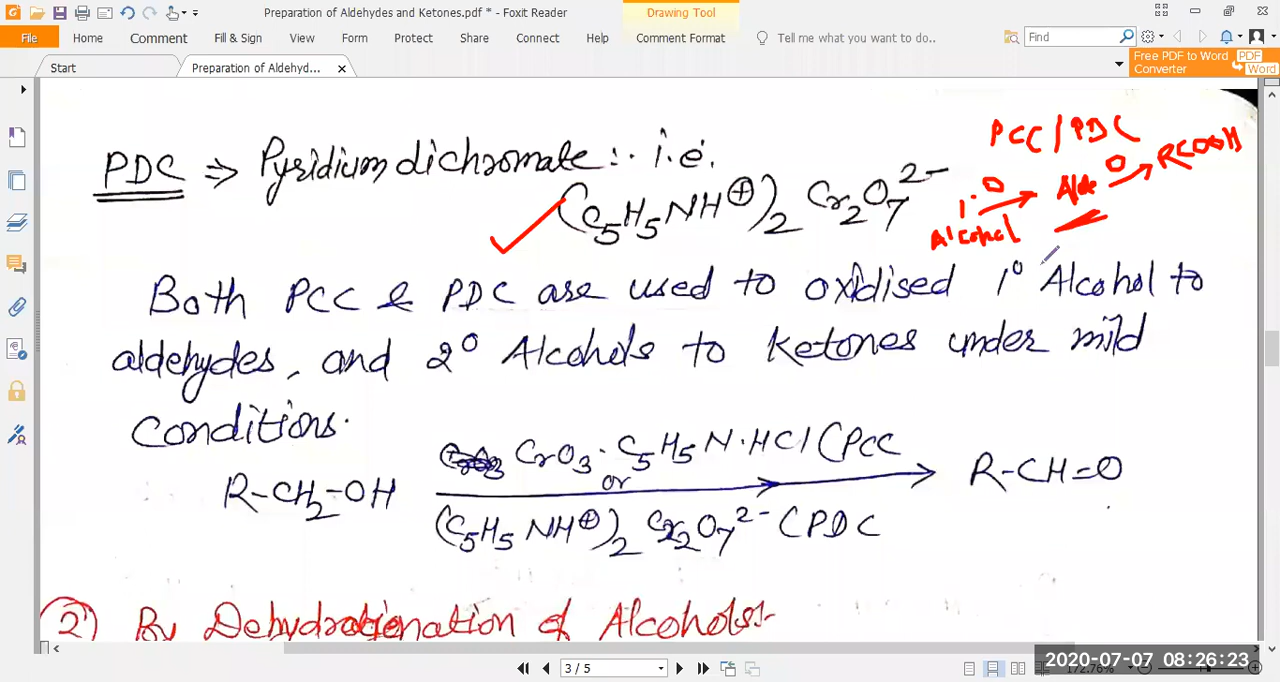 Preparation of Aldehydes and Ketones.pdf * - Foxit Reader
Drawing Tool
File Home Comment Fill & Sign View Form Protect Share Connect Help Comment Format Tell me what you want to do.. Find
Start
Preparation of Aldehyd...
Free PDF to Word Converter
PDF Word
PCC / PDC
1° Alcohol O Alde O RCOOH
PDC ⇒ Pyridium dichromate :. i.e.
(C5H5NH⊕)2 Cr2O7 2-
Both PCC & PDC are used to oxidised 1° Alcohol to
aldehydes, and 2° Alcohols to ketones under mild
Conditions.
CrO3 · C5H5N·HCl (PCC
R-CH2-OH or R-CH=O
(C5H5NH⊕)2 Cr2O7 2- (PDC
2) By Dehydrogenation of Alcohols:-
3 / 5
2020-07-07 08:26:23
172.76%